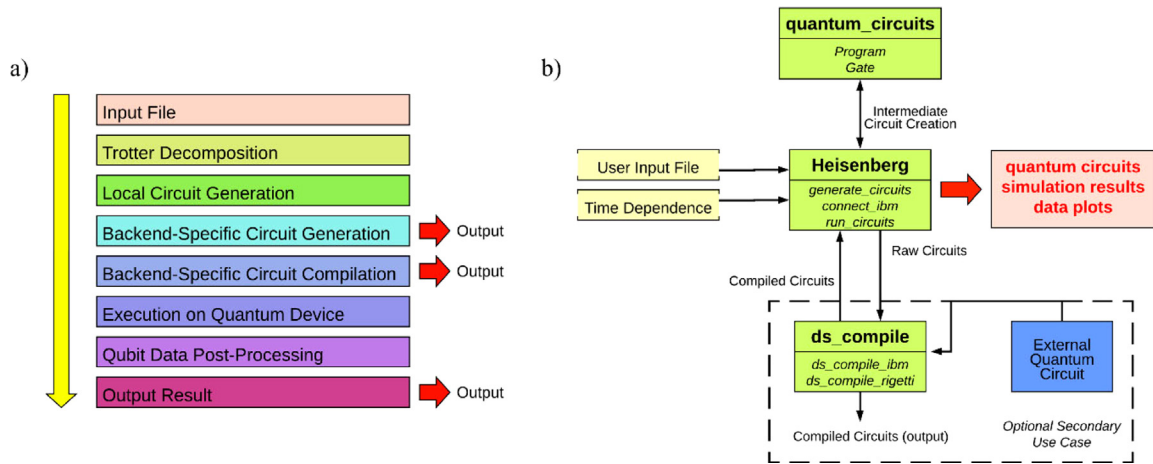 a)
Input File
Trotter Decomposition
Local Circuit Generation
Backend-Specific Circuit Generation
Output
Backend-Specific Circuit Compilation
Output
Execution on Quantum Device
Qubit Data Post-Processing
Output Result
Output
b)
quantum_circuits
Program
Gate
Intermediate
Circuit Creation
User Input File
Time Dependence
Heisenberg
generate_circuits
connect_ibm
run_circuits
quantum circuits
simulation results
data plots
Raw Circuits
Compiled Circuits
ds_compile
ds_compile_ibm
ds_compile_rigetti
External
Quantum
Circuit
Compiled Circuits (output)
Optional Secondary
Use Case